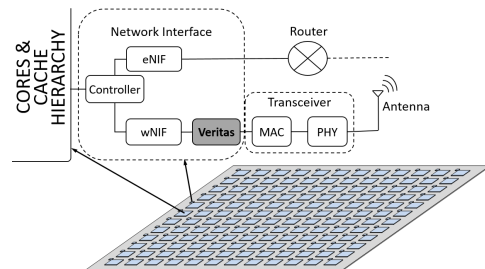 CORES &
CACHE
HIERARCHY
Network Interface
eNIF
Controller
wNIF
Veritas
Router
Transceiver
MAC
PHY
Antenna